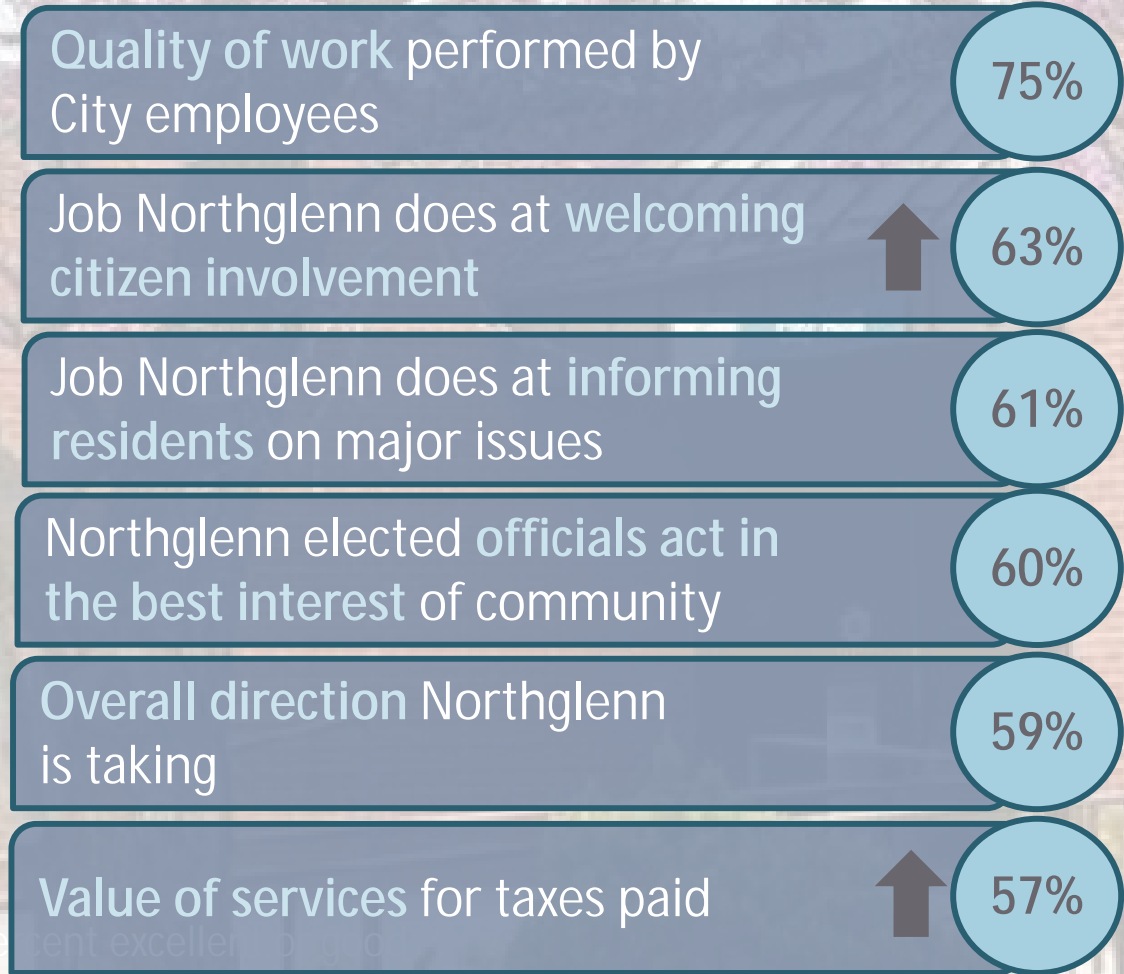 Quality of work performed by
City employees
75%
Job Northglenn does at welcoming
citizen involvement
63%
Job Northglenn does at informing
residents on major issues
61%
Northglenn elected officials act in
the best interest of community
60%
Overall direction Northglenn
is taking
59%
Value of services for taxes paid
57%